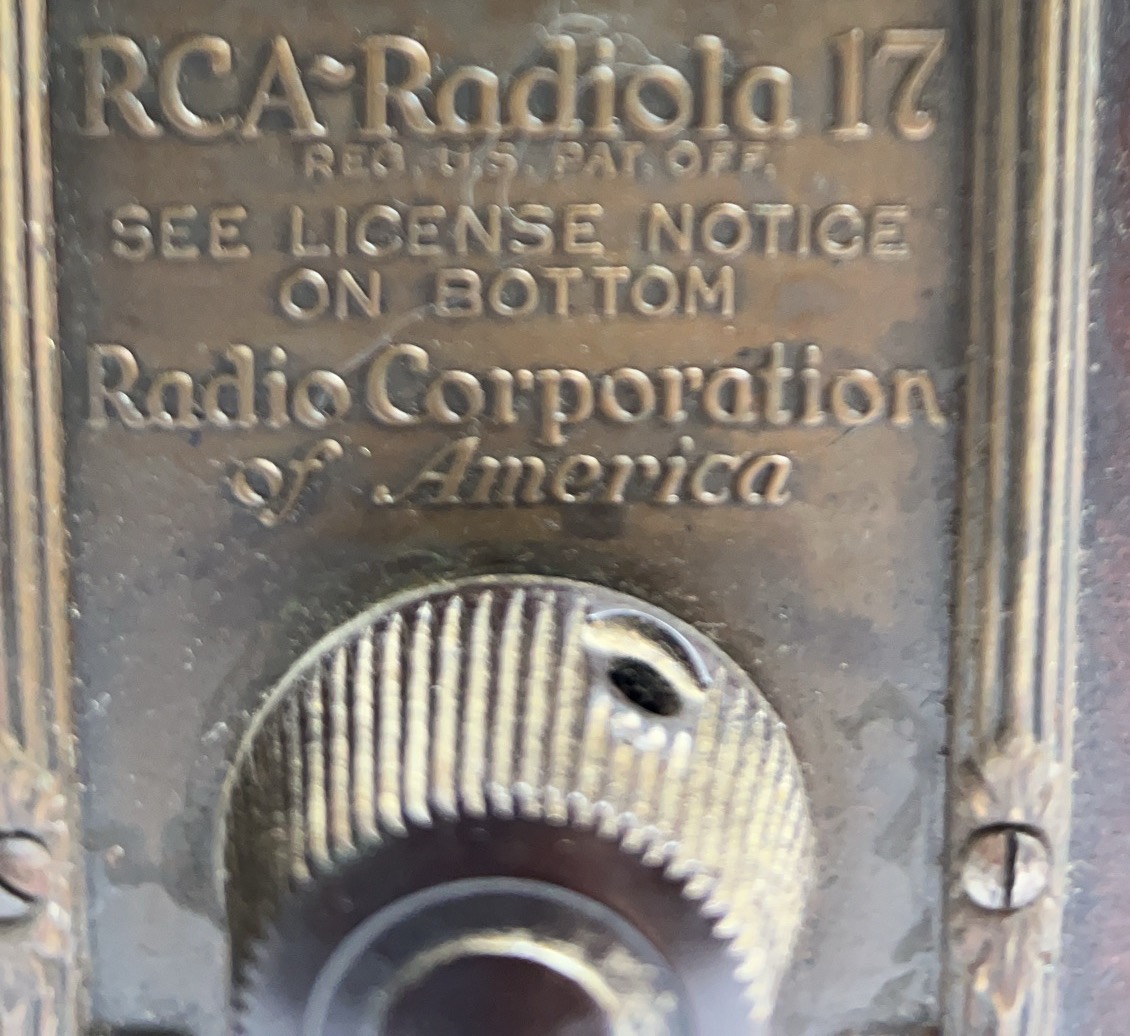 RCA-Radiola 17
REG. U.S. PAT. OFF.
SEE LICENSE NOTICE
ON BOTTOM
Radio Corporation
of America